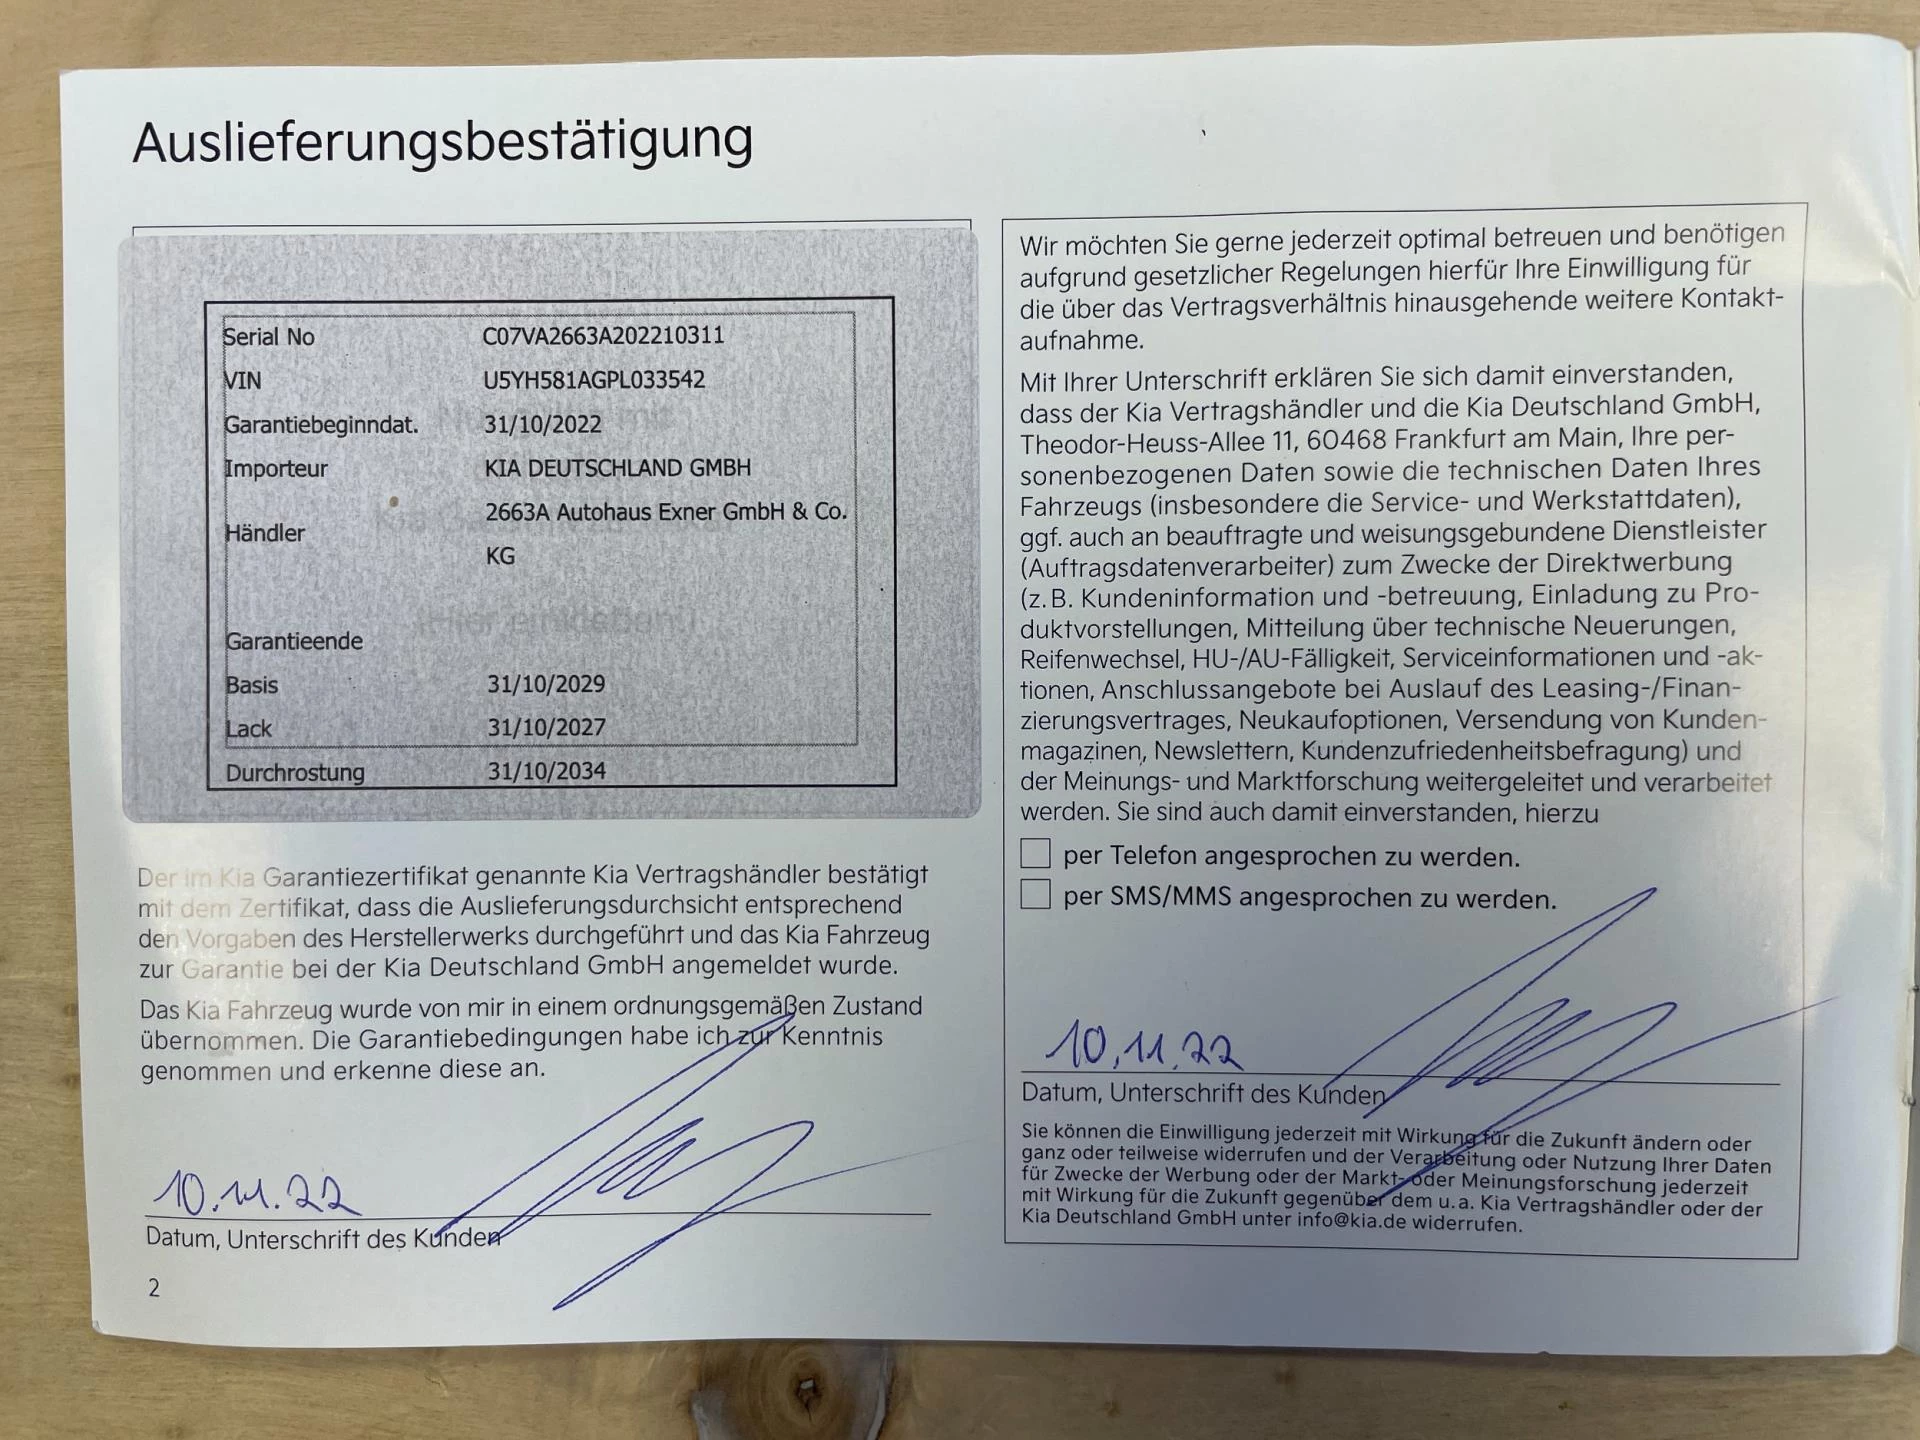 Auslieferungsbestätigung
Serial No C07VA2663A202210311
VIN U5YH581AGPL033542
Garantiebeginndat. 31/10/2022
Importeur KIA DEUTSCHLAND GMBH
Händler 2663A Autohaus Exner GmbH & Co.
KG
Garantieende
Basis 31/10/2029
Lack 31/10/2027
Durchrostung 31/10/2034
Der im Kia Garantiezertifikat genannte Kia Vertragshändler bestätigt
mit dem Zertifikat, dass die Auslieferungsdurchsicht entsprechend
den Vorgaben des Herstellerwerks durchgeführt und das Kia Fahrzeug
zur Garantie bei der Kia Deutschland GmbH angemeldet wurde.
Das Kia Fahrzeug wurde von mir in einem ordnungsgemäßen Zustand
übernommen. Die Garantiebedingungen habe ich zur Kenntnis
genommen und erkenne diese an.
10.11.22
Datum, Unterschrift des Kunden
2
Wir möchten Sie gerne jederzeit optimal betreuen und benötigen
aufgrund gesetzlicher Regelungen hierfür Ihre Einwilligung für
die über das Vertragsverhältnis hinausgehende weitere Kontakt-
aufnahme.
Mit Ihrer Unterschrift erklären Sie sich damit einverstanden,
dass der Kia Vertragshändler und die Kia Deutschland GmbH,
Theodor-Heuss-Allee 11, 60468 Frankfurt am Main, Ihre per-
sonenbezogenen Daten sowie die technischen Daten Ihres
Fahrzeugs (insbesondere die Service- und Werkstattdaten),
ggf. auch an beauftragte und weisungsgebundene Dienstleister
(Auftragsdatenverarbeiter) zum Zwecke der Direktwerbung
(z. B. Kundeninformation und -betreuung, Einladung zu Pro-
duktvorstellungen, Mitteilung über technische Neuerungen,
Reifenwechsel, HU-/AU-Fälligkeit, Serviceinformationen und -ak-
tionen, Anschlussangebote bei Auslauf des Leasing-/Finan-
zierungsvertrages, Neukaufoptionen, Versendung von Kunden-
magazinen, Newslettern, Kundenzufriedenheitsbefragung) und
der Meinungs- und Marktforschung weitergeleitet und verarbeitet
werden. Sie sind auch damit einverstanden, hierzu
per Telefon angesprochen zu werden.
per SMS/MMS angesprochen zu werden.
10.11.22
Datum, Unterschrift des Kunden
Sie können die Einwilligung jederzeit mit Wirkung für die Zukunft ändern oder
ganz oder teilweise widerrufen und der Verarbeitung oder Nutzung Ihrer Daten
für Zwecke der Werbung oder der Markt- oder Meinungsforschung jederzeit
mit Wirkung für die Zukunft gegenüber dem u. a. Kia Vertragshändler oder der
Kia Deutschland GmbH unter info@kia.de widerrufen.